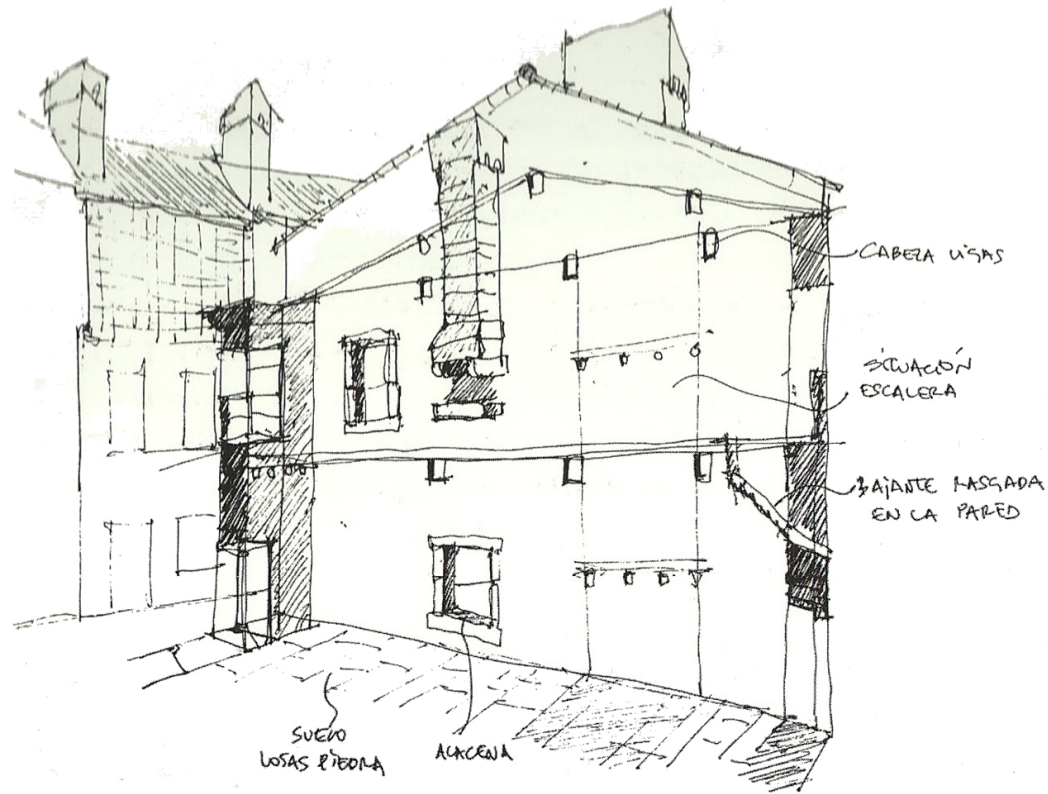 CABEZA VIGAS
SITUACIÓN
ESCALERA
BAJANTE RASGADA
EN LA PARED
SUELO
LOSAS PIEDRA
ALACENA